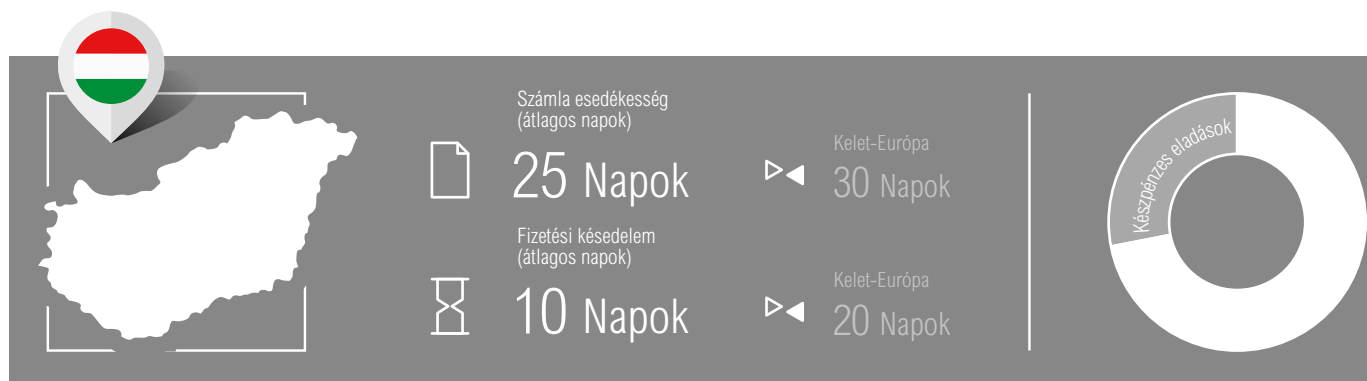 Számla esedékesség
(átlagos napok)
25 Napok
Kelet-Európa
30 Napok
Fizetési késedelem
(átlagos napok)
10 Napok
Kelet-Európa
20 Napok
Készpénzes eladások